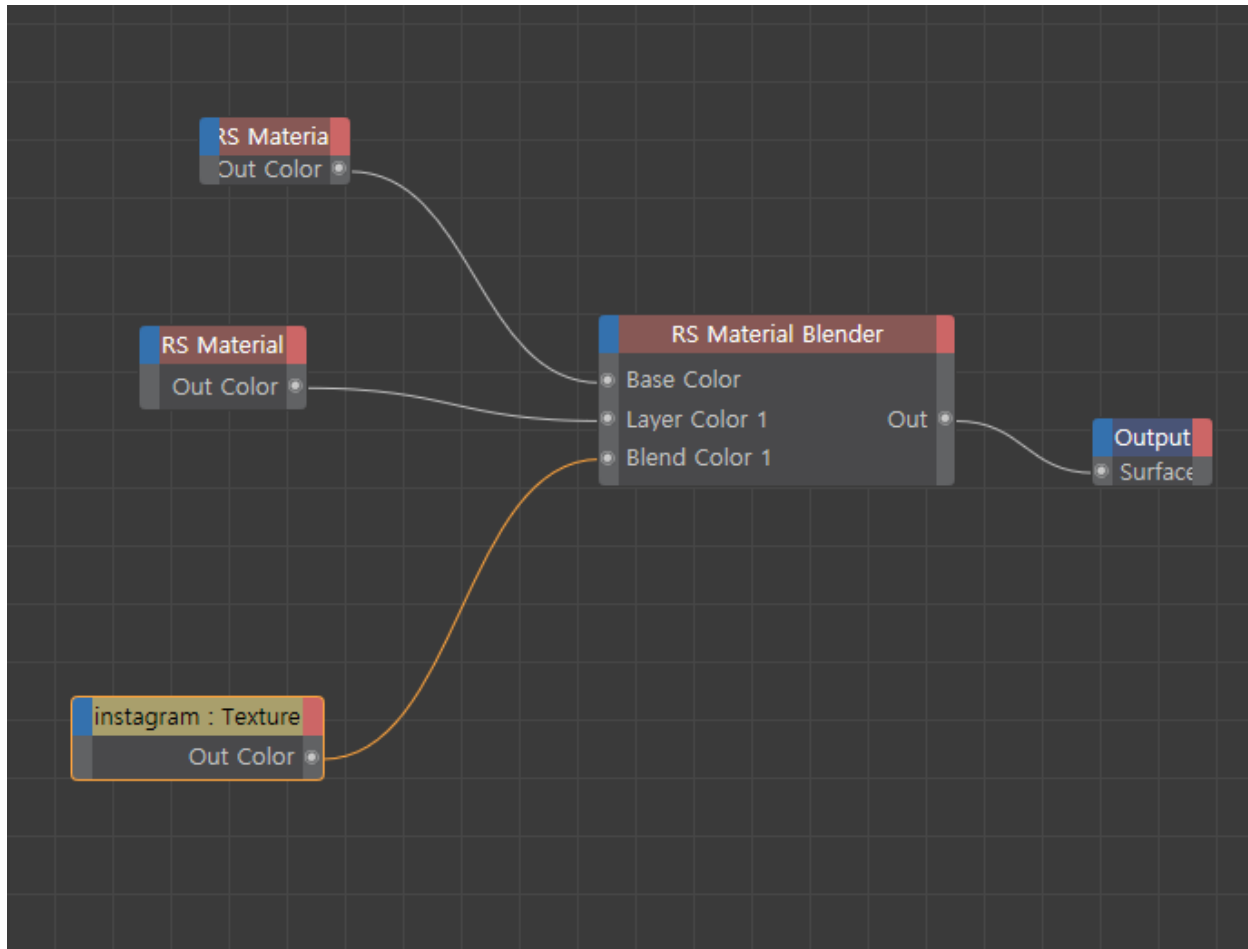 RS Materia
Out Color
RS Material
Out Color
RS Material Blender
Base Color
Layer Color 1
Out
Blend Color 1
Output
Surface
instagram : Texture
Out Color